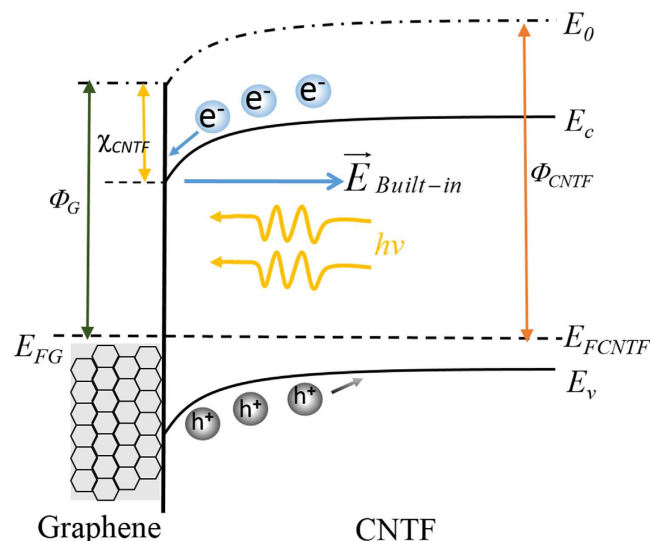 E0
e- e- e-
Ec
χCNTF
E Built-in
ΦCNTF
ΦG
hν
EFG
EFCNTF
Ev
h+ h+ h+
Graphene
CNTF